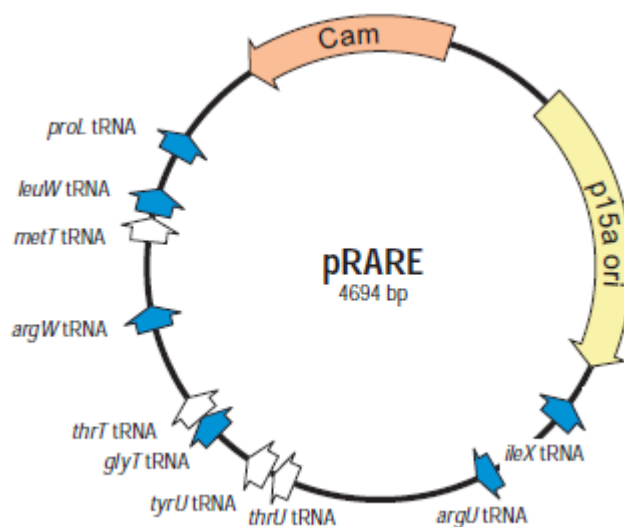 Cam
p15a ori
proL tRNA
leuW tRNA
metT tRNA
pRARE
4694 bp
argW tRNA
thrT tRNA
glyT tRNA
ileX tRNA
tyrU tRNA
thrU tRNA
argU tRNA